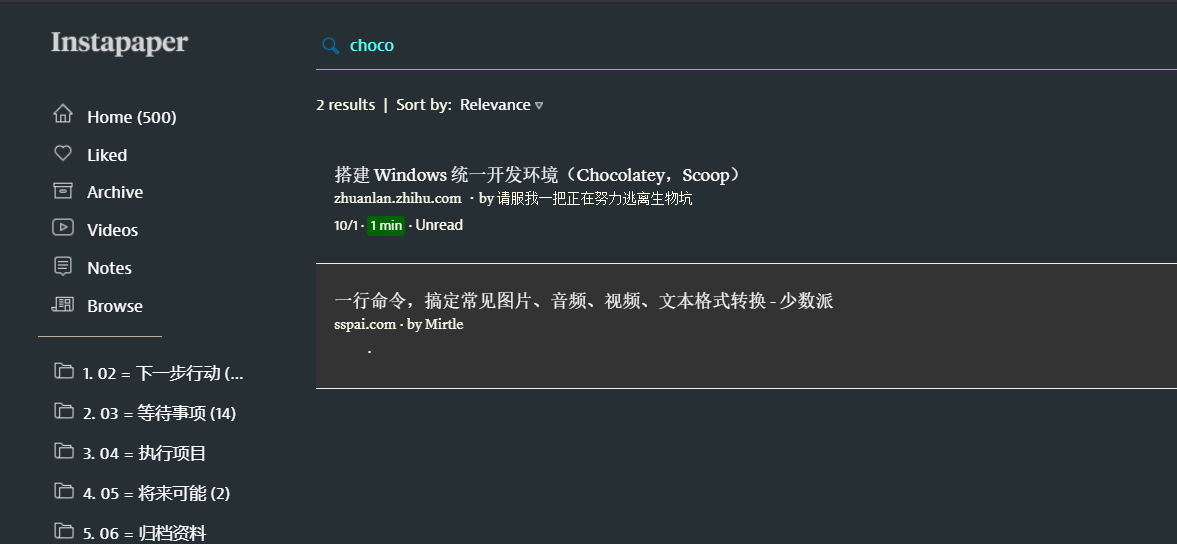 Instapaper
choco
Home (500)
Liked
Archive
Videos
Notes
Browse
1. 02 = 下一步行动 (...
2. 03 = 等待事项 (14)
3. 04 = 执行项目
4. 05 = 将来可能 (2)
5. 06 = 归档资料
2 results | Sort by: Relevance
搭建 Windows 统一开发环境（Chocolatey，Scoop）
zhuanlan.zhihu.com · by 请服我一把正在努力逃离生物坑
10/1 · 1 min · Unread
一行命令，搞定常见图片、音频、视频、文本格式转换 - 少数派
sspai.com · by Mirtle
·